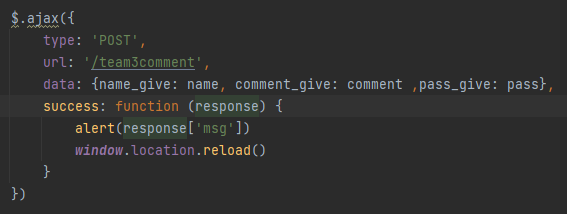 $.ajax({
    type: 'POST',
    url: '/team3comment',
    data: {name_give: name, comment_give: comment ,pass_give: pass},
    success: function (response) {
        alert(response['msg'])
        window.location.reload()
    }
})